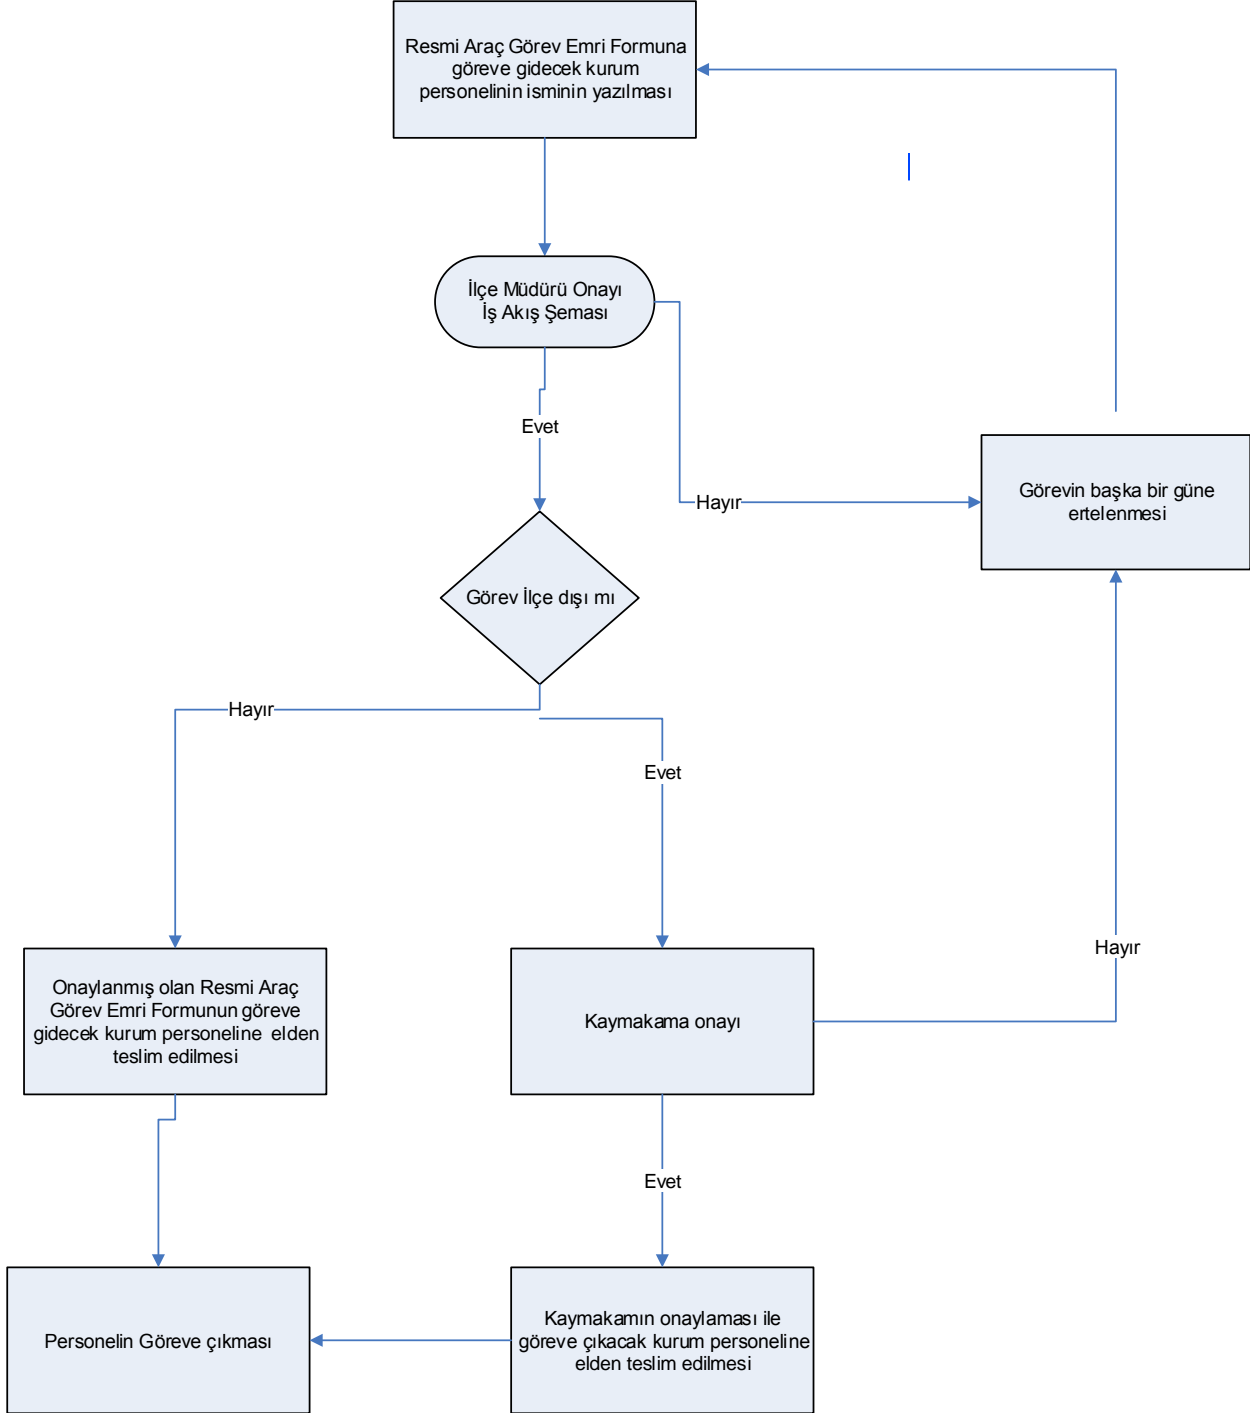 Resmi Araç Görev Emri Formuna
göreve gidecek kurum
personelinin isminin yazılması
İlçe Müdürü Onayı
İş Akış Şeması
Evet
Hayır
Görevin başka bir güne
ertelenmesi
Görev İlçe dışı mı
Hayır
Evet
Hayır
Onaylanmış olan Resmi Araç
Görev Emri Formunun göreve
gidecek kurum personeline elden
teslim edilmesi
Kaymakama onayı
Evet
Personelin Göreve çıkması
Kaymakamın onaylaması ile
göreve çıkacak kurum personeline
elden teslim edilmesi